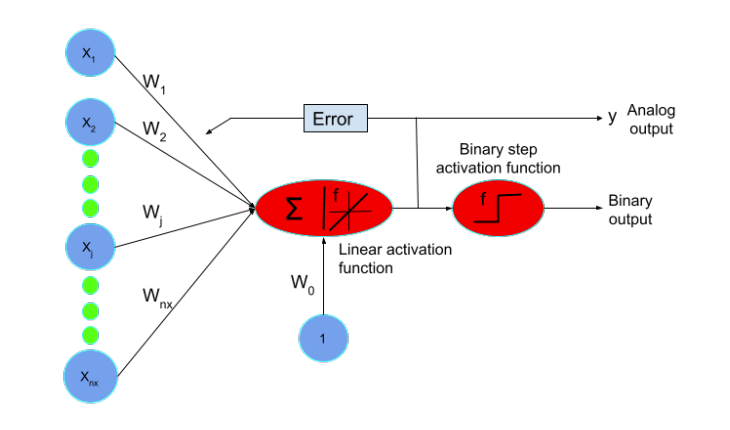 X1
W1
X2
W2
Error
y
Analog
output
Binary step
activation function
Σ
f
f
Binary
output
Wj
Xj
Linear activation
function
Wnx
W0
1
Xnx